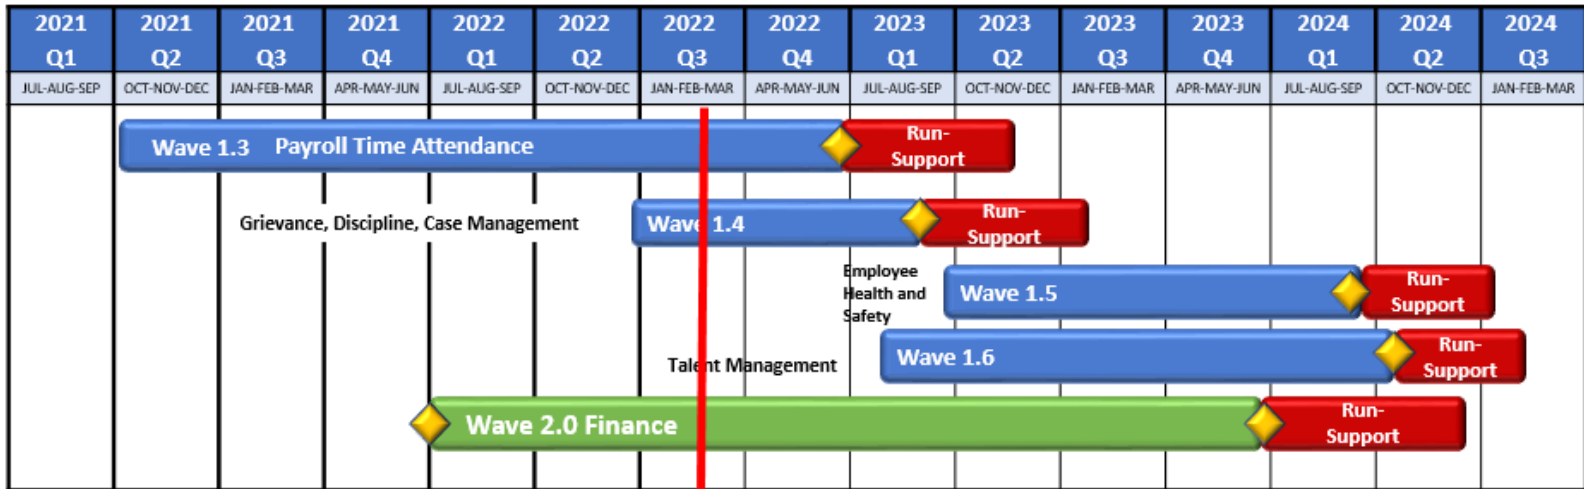 2021 2021 2021 2021 2022 2022 2022 2022 2023 2023 2023 2023 2024 2024 2024
Q1 Q2 Q3 Q4 Q1 Q2 Q3 Q4 Q1 Q2 Q3 Q4 Q1 Q2 Q3
JUL-AUG-SEP OCT-NOV-DEC JAN-FEB-MAR APR-MAY-JUN JUL-AUG-SEP OCT-NOV-DEC JAN-FEB-MAR APR-MAY-JUN JUL-AUG-SEP OCT-NOV-DEC JAN-FEB-MAR APR-MAY-JUN JUL-AUG-SEP OCT-NOV-DEC JAN-FEB-MAR
Wave 1.3 Payroll Time Attendance
Run-
Support
Grievance, Discipline, Case Management
Wave 1.4
Run-
Support
Employee
Health and
Safety
Wave 1.5
Run-
Support
Talent Management
Wave 1.6
Run-
Support
Wave 2.0 Finance
Run-
Support